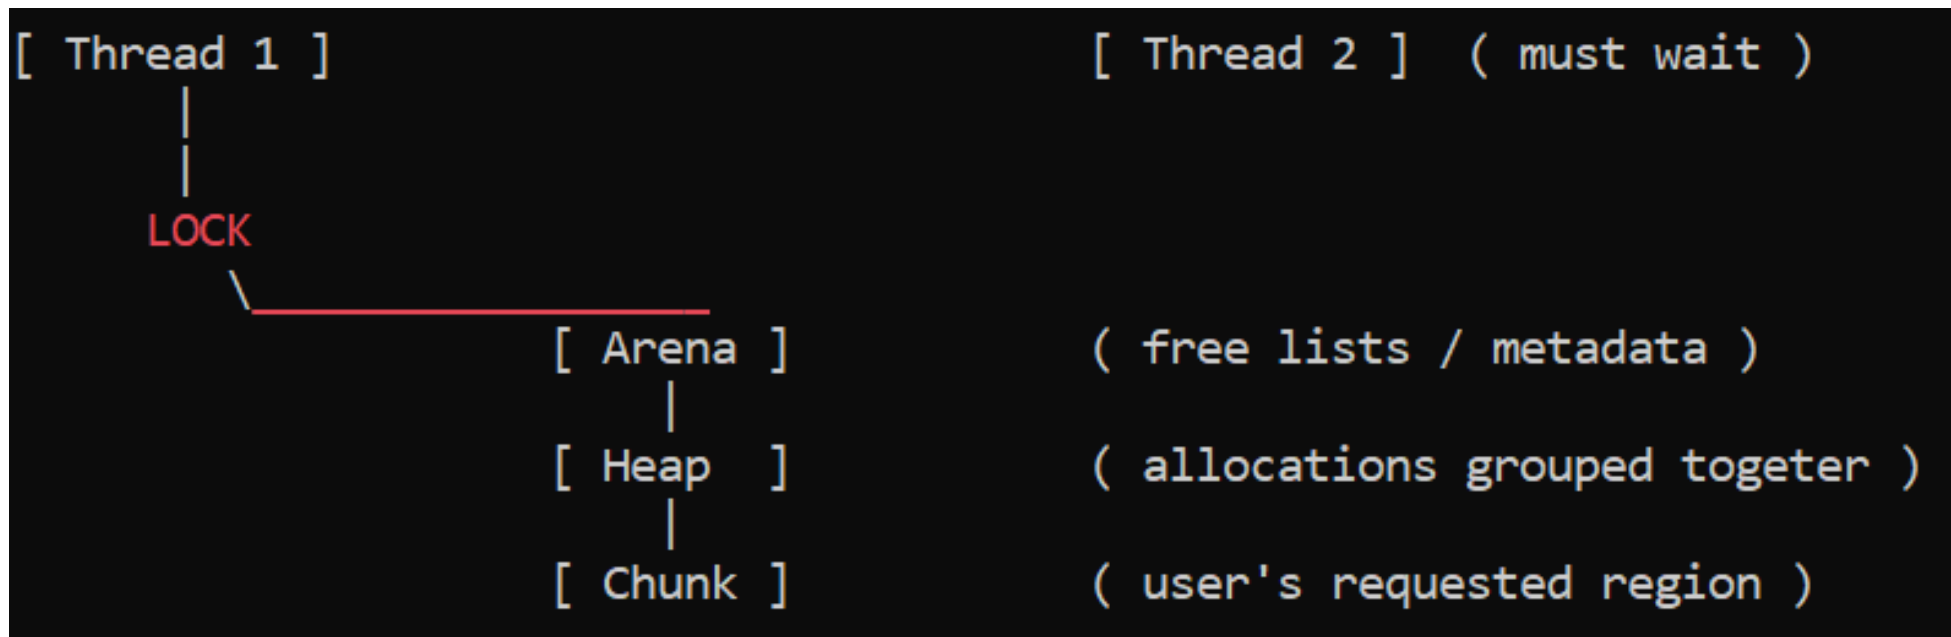 [ Thread 1 ] [ Thread 2 ] ( must wait )
|
|
LOCK
\_________________
[ Arena ] ( free lists / metadata )
|
[ Heap ] ( allocations grouped togeter )
|
[ Chunk ] ( user's requested region )